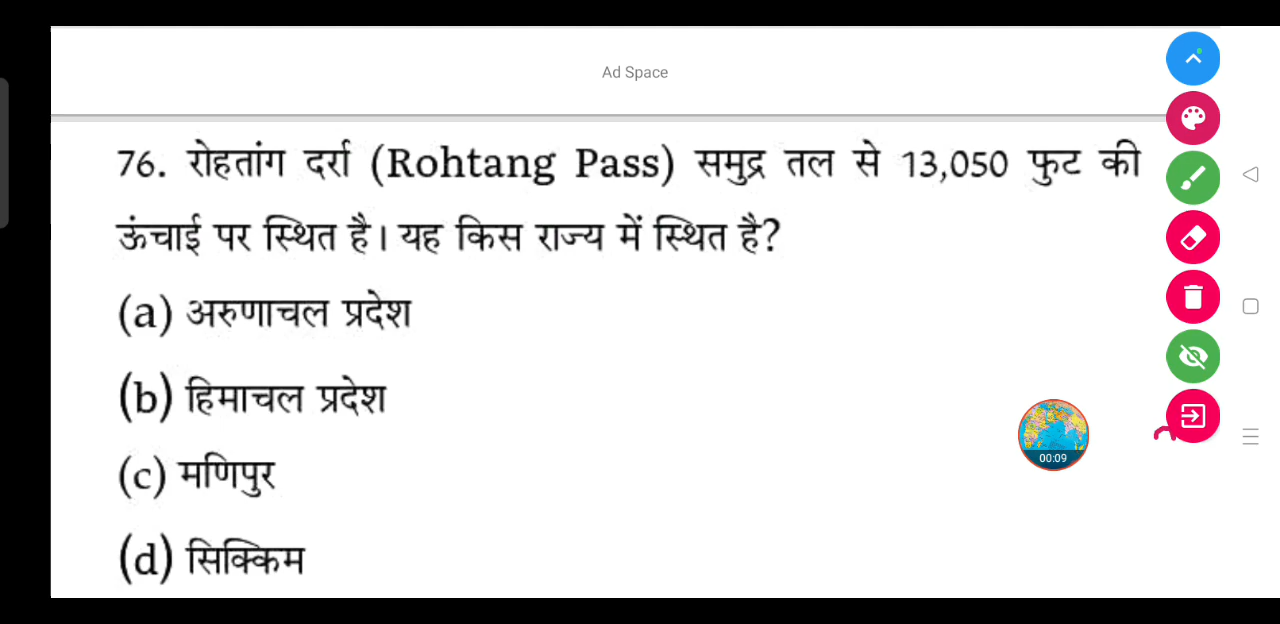 Ad Space
76. रोहतांग दर्रा (Rohtang Pass) समुद्र तल से 13,050 फुट की
ऊंचाई पर स्थित है। यह किस राज्य में स्थित है?
(a) अरुणाचल प्रदेश
(b) हिमाचल प्रदेश
(c) मणिपुर
(d) सिक्किम
00:09